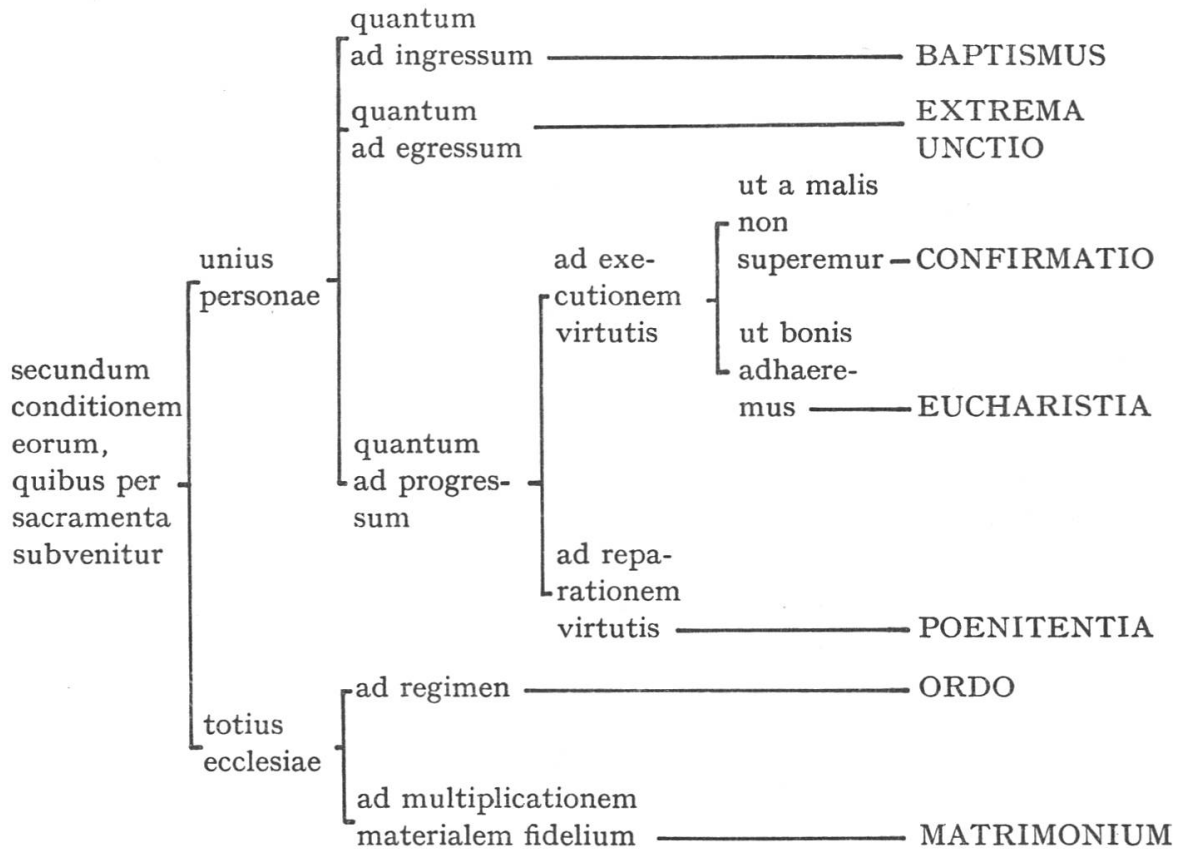 quantum
ad ingressum BAPTISMUS
quantum
ad egressum
EXTREMA
UNCTIO
ut a malis
non
superemur CONFIRMATIO
unius
personae
ad exe-
cutionem
virtutis
ut bonis
adhaere-
mus EUCHARISTIA
secundum
conditionem
eorum,
quibus per
sacramenta
subvenitur
quantum
ad progres-
sum
ad repa-
rationem
virtutis POENITENTIA
ad regimen ORDO
totius
ecclesiae
ad multiplicationem
materialem fidelium MATRIMONIUM